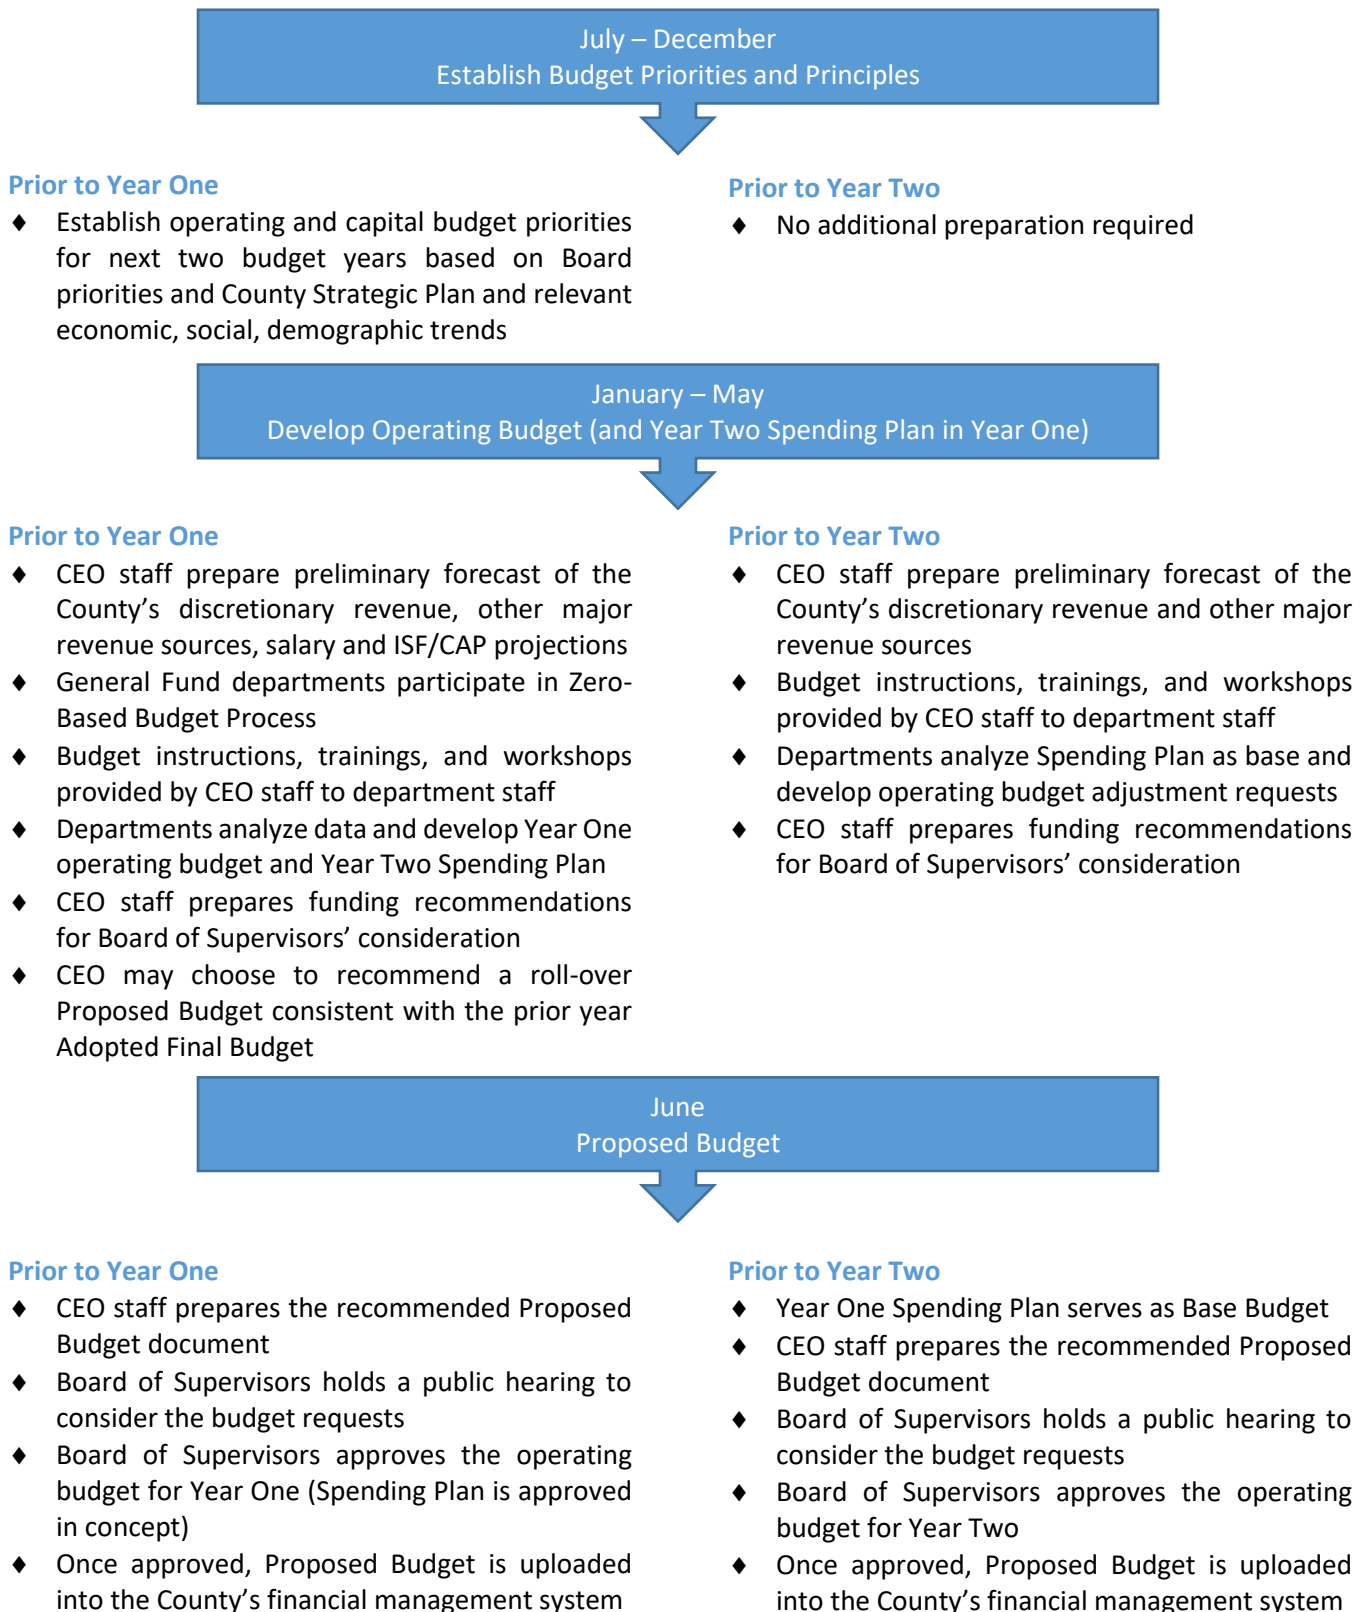 July – December
Establish Budget Priorities and Principles
Prior to Year One
♦ Establish operating and capital budget priorities
for next two budget years based on Board
priorities and County Strategic Plan and relevant
economic, social, demographic trends
Prior to Year Two
♦ No additional preparation required
January – May
Develop Operating Budget (and Year Two Spending Plan in Year One)
Prior to Year One
♦ CEO staff prepare preliminary forecast of the
County’s discretionary revenue, other major
revenue sources, salary and ISF/CAP projections
♦ General Fund departments participate in Zero-
Based Budget Process
♦ Budget instructions, trainings, and workshops
provided by CEO staff to department staff
♦ Departments analyze data and develop Year One
operating budget and Year Two Spending Plan
♦ CEO staff prepares funding recommendations
for Board of Supervisors’ consideration
♦ CEO may choose to recommend a roll-over
Proposed Budget consistent with the prior year
Adopted Final Budget
Prior to Year Two
♦ CEO staff prepare preliminary forecast of the
County’s discretionary revenue and other major
revenue sources
♦ Budget instructions, trainings, and workshops
provided by CEO staff to department staff
♦ Departments analyze Spending Plan as base and
develop operating budget adjustment requests
♦ CEO staff prepares funding recommendations
for Board of Supervisors’ consideration
June
Proposed Budget
Prior to Year One
♦ CEO staff prepares the recommended Proposed
Budget document
♦ Board of Supervisors holds a public hearing to
consider the budget requests
♦ Board of Supervisors approves the operating
budget for Year One (Spending Plan is approved
in concept)
♦ Once approved, Proposed Budget is uploaded
into the County’s financial management system
Prior to Year Two
♦ Year One Spending Plan serves as Base Budget
♦ CEO staff prepares the recommended Proposed
Budget document
♦ Board of Supervisors holds a public hearing to
consider the budget requests
♦ Board of Supervisors approves the operating
budget for Year Two
♦ Once approved, Proposed Budget is uploaded
into the County’s financial management system